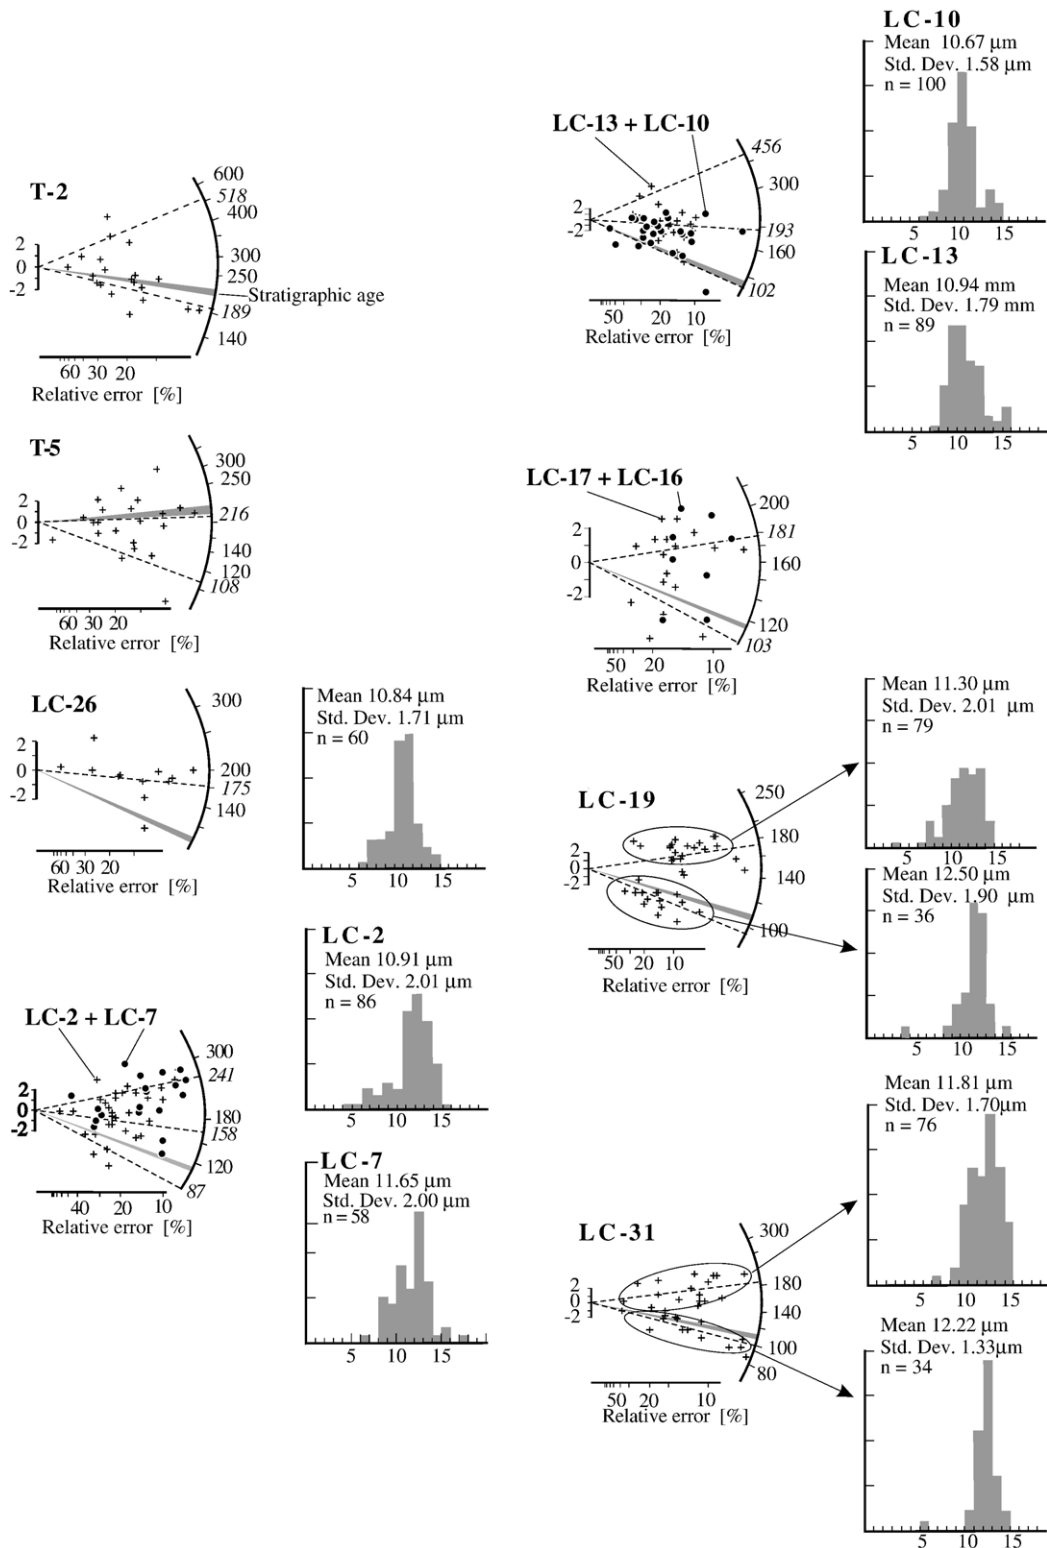 T-2
600
518
400
300
250
Stratigraphic age
189
140
2
0
-2
60 30 20
Relative error [%]
T-5
300
250
216
140
120
108
2
0
-2
60 30 20
Relative error [%]
LC-26
300
200
175
140
2
0
-2
60 30 20
Relative error [%]
Mean 10.84 µm
Std. Dev. 1.71 µm
n = 60
5 10 15
LC-2 + LC-7
300
241
180
158
120
87
2
0
-2
40 20 10
Relative error [%]
LC-2
Mean 10.91 µm
Std. Dev. 2.01 µm
n = 86
5 10 15
LC-7
Mean 11.65 µm
Std. Dev. 2.00 µm
n = 58
5 10 15
LC-13 + LC-10
456
300
193
160
102
2
-2
50 20 10
Relative error [%]
LC-10
Mean 10.67 µm
Std. Dev. 1.58 µm
n = 100
5 10 15
LC-13
Mean 10.94 mm
Std. Dev. 1.79 mm
n = 89
5 10 15
LC-17 + LC-16
200
181
160
120
103
2
0
-2
50 20 10
Relative error [%]
LC-19
250
180
140
100
2
0
-2
50 20 10
Relative error [%]
Mean 11.30 µm
Std. Dev. 2.01 µm
n = 79
5 10 15
Mean 12.50 µm
Std. Dev. 1.90 µm
n = 36
5 10 15
LC-31
300
180
140
100
80
2
0
-2
50 20 10
Relative error [%]
Mean 11.81 µm
Std. Dev. 1.70µm
n = 76
5 10 15
Mean 12.22 µm
Std. Dev. 1.33µm
n = 34
5 10 15